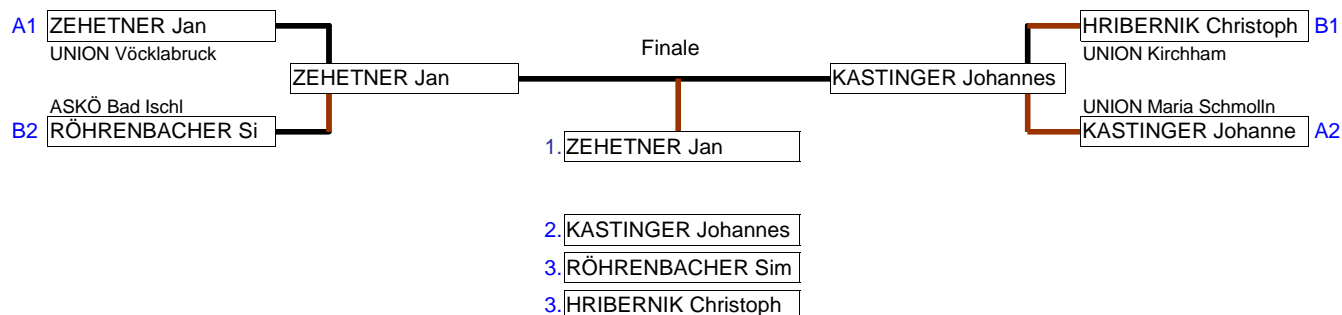 A1 ZEHETNER Jan
UNION Vöcklabruck
ZEHETNER Jan
ASKÖ Bad Ischl
B2 RÖHRENBACHER Si
Finale
HRIBERNIK Christoph B1
UNION Kirchham
KASTINGER Johannes
UNION Maria Schmolln
KASTINGER Johanne A2
1. ZEHETNER Jan
2. KASTINGER Johannes
3. RÖHRENBACHER Sim
3. HRIBERNIK Christoph